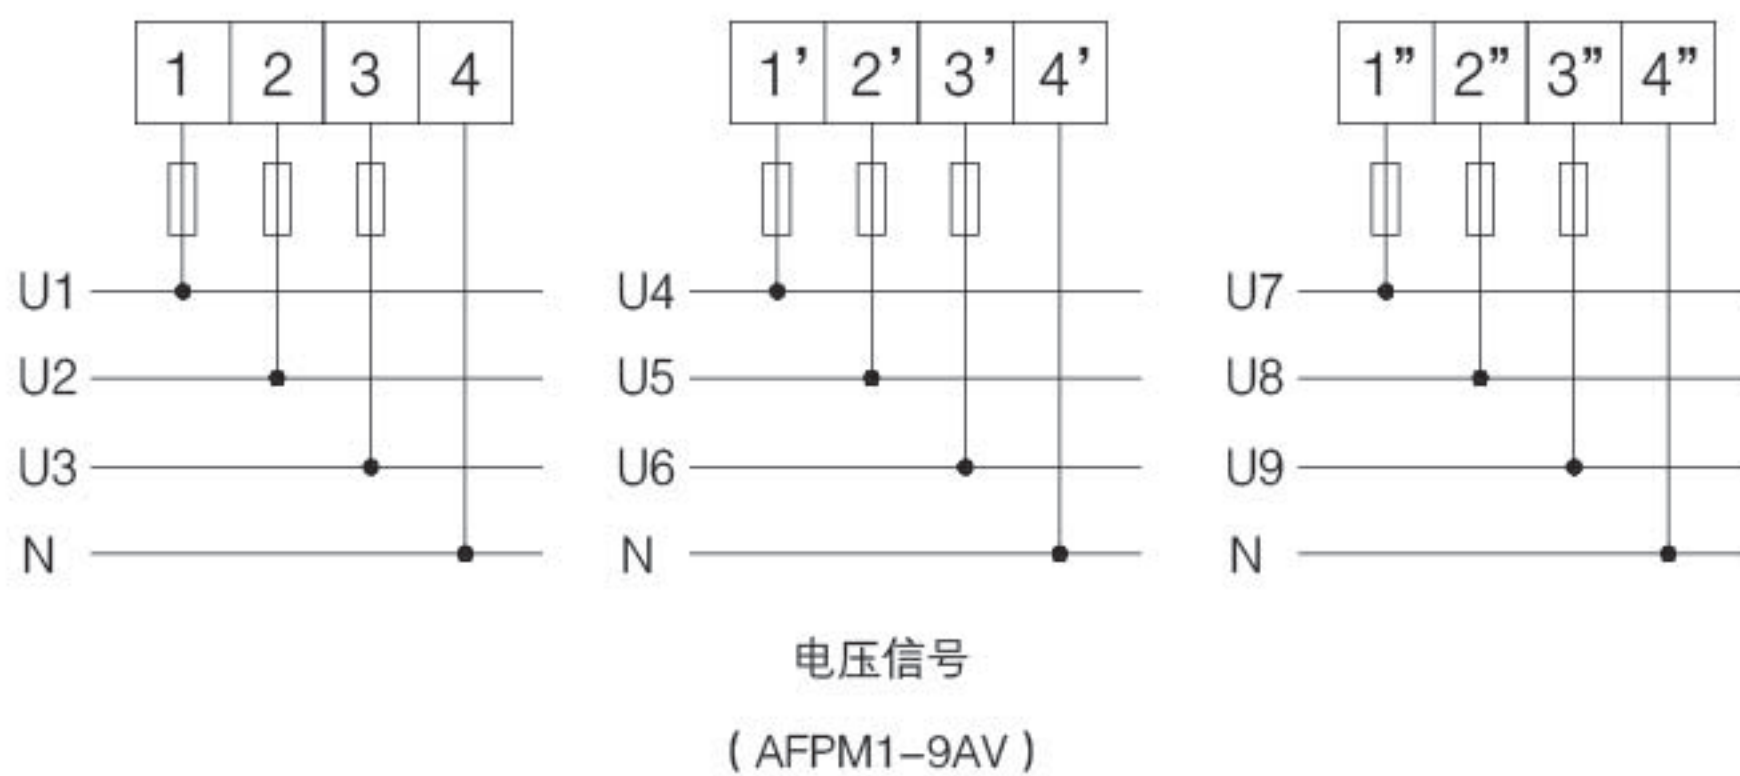 1 2 3 4 1’ 2’ 3’ 4’ 1” 2” 3” 4”
U1 U4 U7
U2 U5 U8
U3 U6 U9
N N N
电压信号
( AFPM1-9AV )